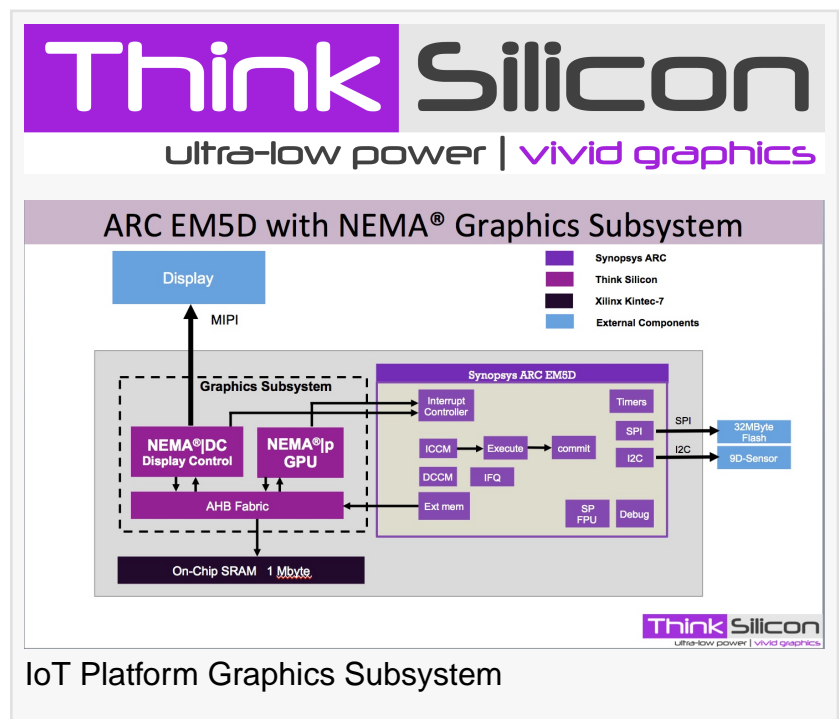 Think Silicon
ultra-low power | vivid graphics
ARC EM5D with NEMA® Graphics Subsystem
Synopsys ARC
Think Silicon
Xilinx Kintec-7
External Components
Display
MIPI
Graphics Subsystem
NEMA®|DC
Display Control
NEMA®|p
GPU
AHB Fabric
On-Chip SRAM 1 Mbyte
Synopsys ARC EM5D
Interrupt
Controller
Timers
SPI
ICCM
Execute
commit
I2C
DCCM
IFQ
Ext mem
SP
FPU
Debug
SPI
32MByte
Flash
I2C
9D-Sensor
Think Silicon
ultra-low power | vivid graphics
IoT Platform Graphics Subsystem